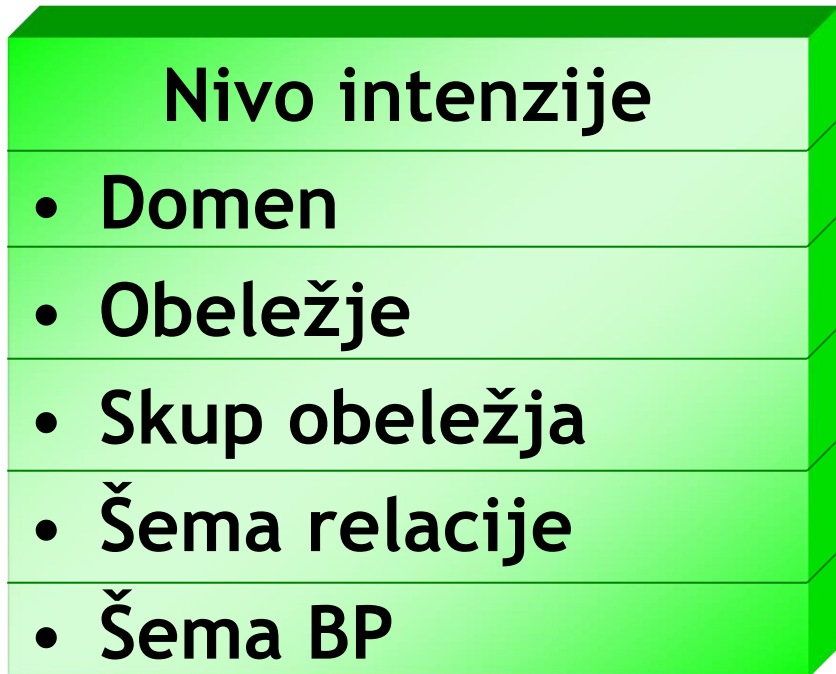 Nivo intenzije
• Domen
• Obeležje
• Skup obeležja
• Šema relacije
• Šema BP